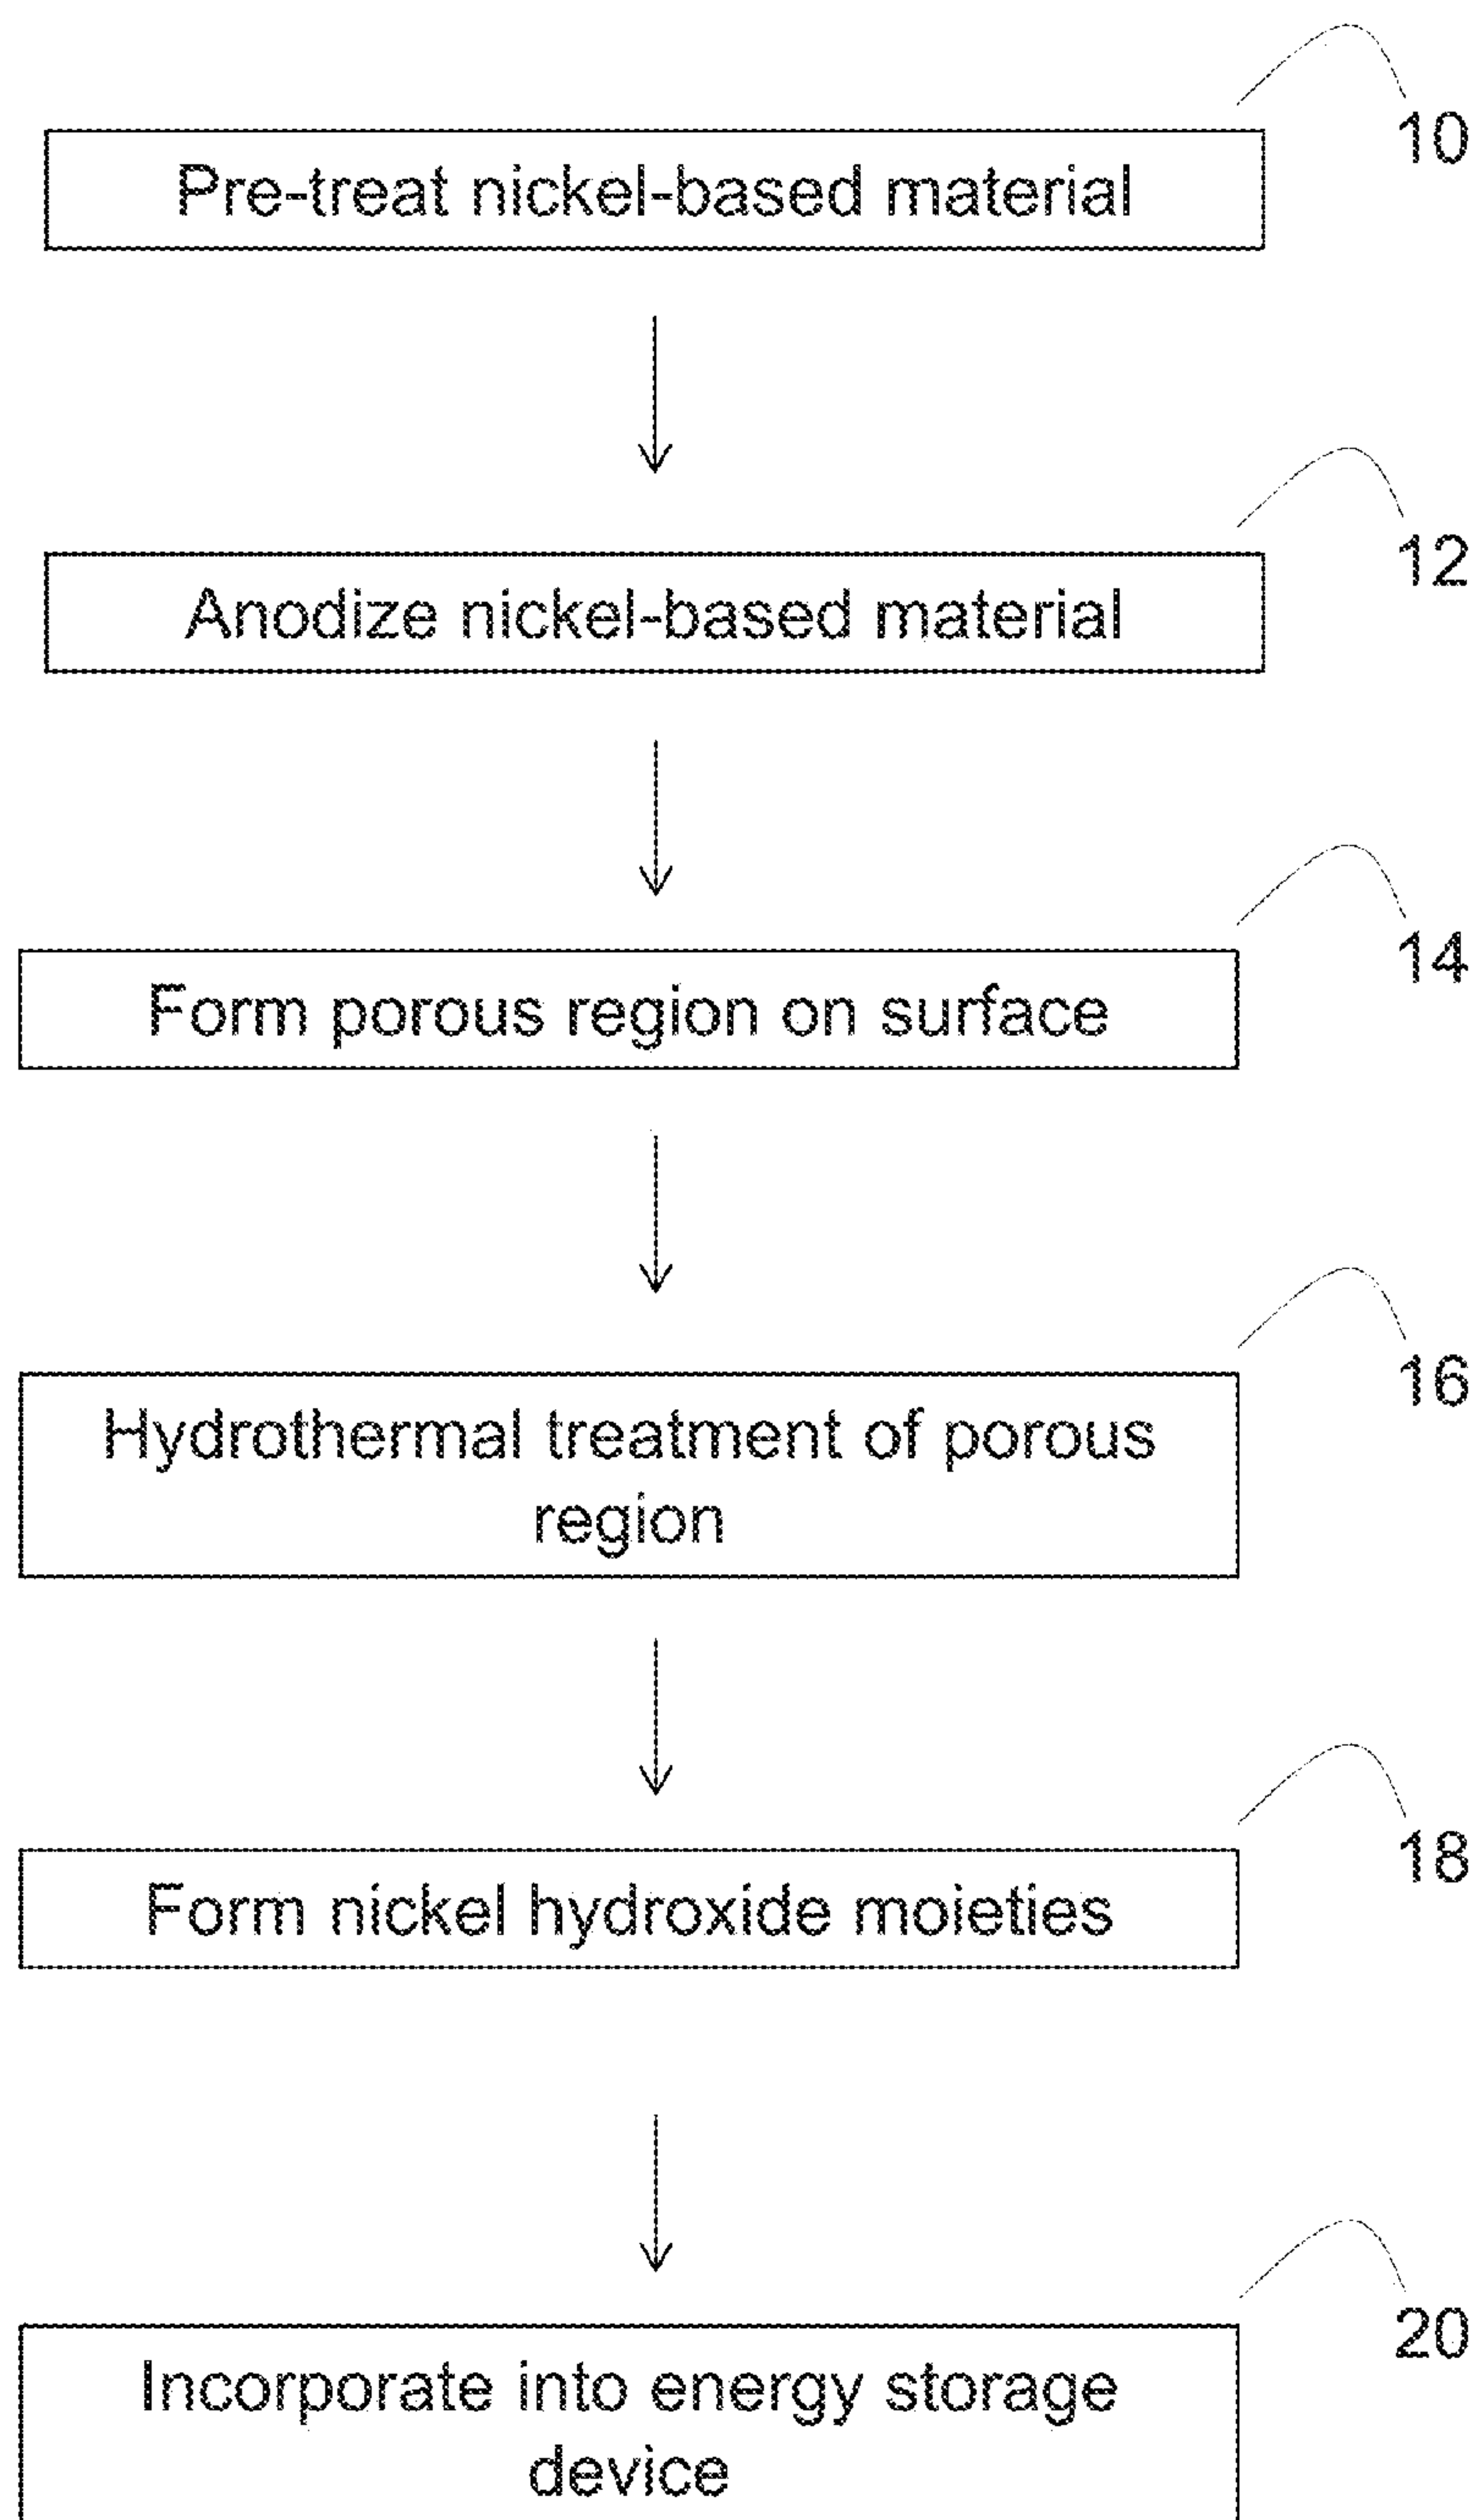 10
Pre-treat nickel-based material
12
Anodize nickel-based material
14
Form porous region on surface
16
Hydrothermal treatment of porous
region
18
Form nickel hydroxide moieties
20
Incorporate into energy storage
device